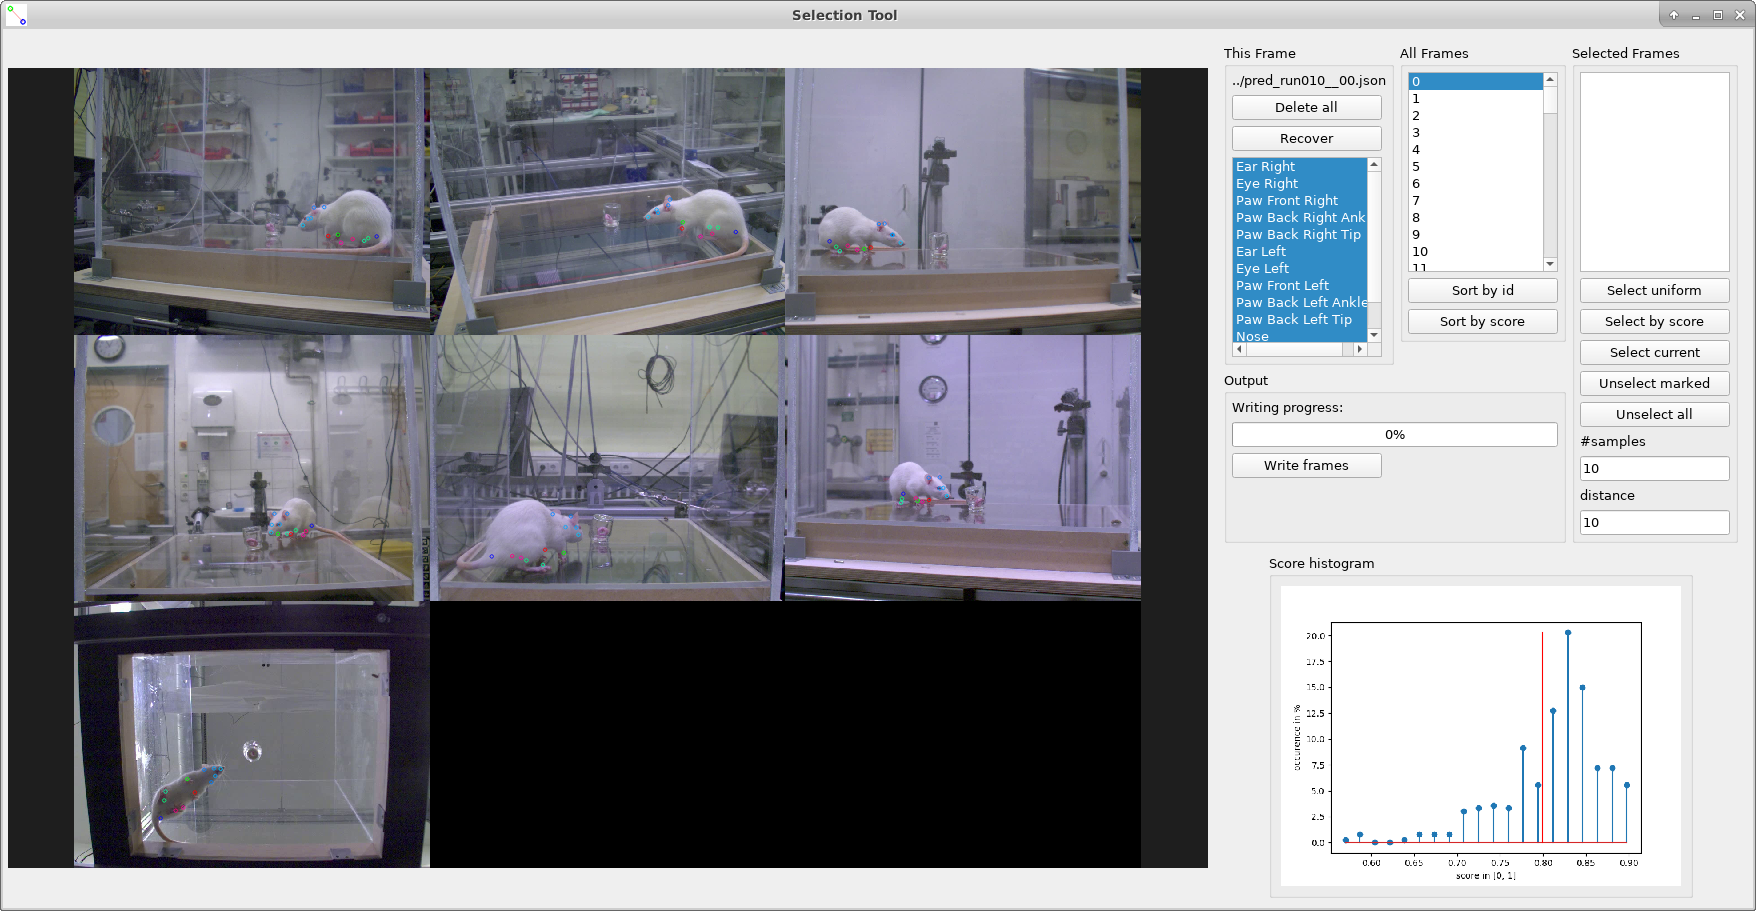 Selection Tool
This Frame
../pred_run010__00.json
Delete all
Recover
Ear Right
Eye Right
Paw Front Right
Paw Back Right Ank
Paw Back Right Tip
Ear Left
Eye Left
Paw Front Left
Paw Back Left Ankle
Paw Back Left Tip
Nose
All Frames
0
1
2
3
4
5
6
7
8
9
10
11
Sort by id
Sort by score
Selected Frames
Select uniform
Select by score
Select current
Unselect marked
Unselect all
#samples
10
distance
10
Output
Writing progress:
0%
Write frames
Score histogram
20.0
17.5
15.0
12.5
10.0
7.5
5.0
2.5
0.0
occurence in %
0.60 0.65 0.70 0.75 0.80 0.85 0.90
score in [0, 1]